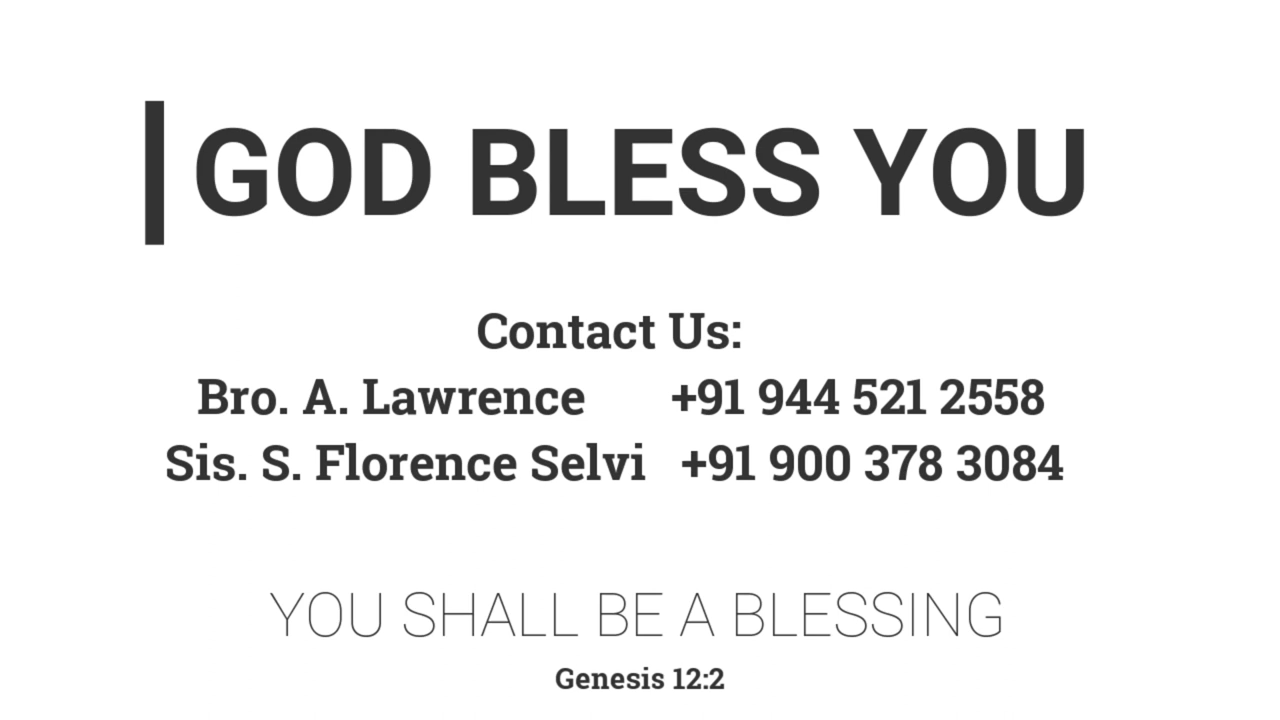 GOD BLESS YOU
Contact Us:
Bro. A. Lawrence +91 944 521 2558
Sis. S. Florence Selvi +91 900 378 3084
YOU SHALL BE A BLESSING
Genesis 12:2